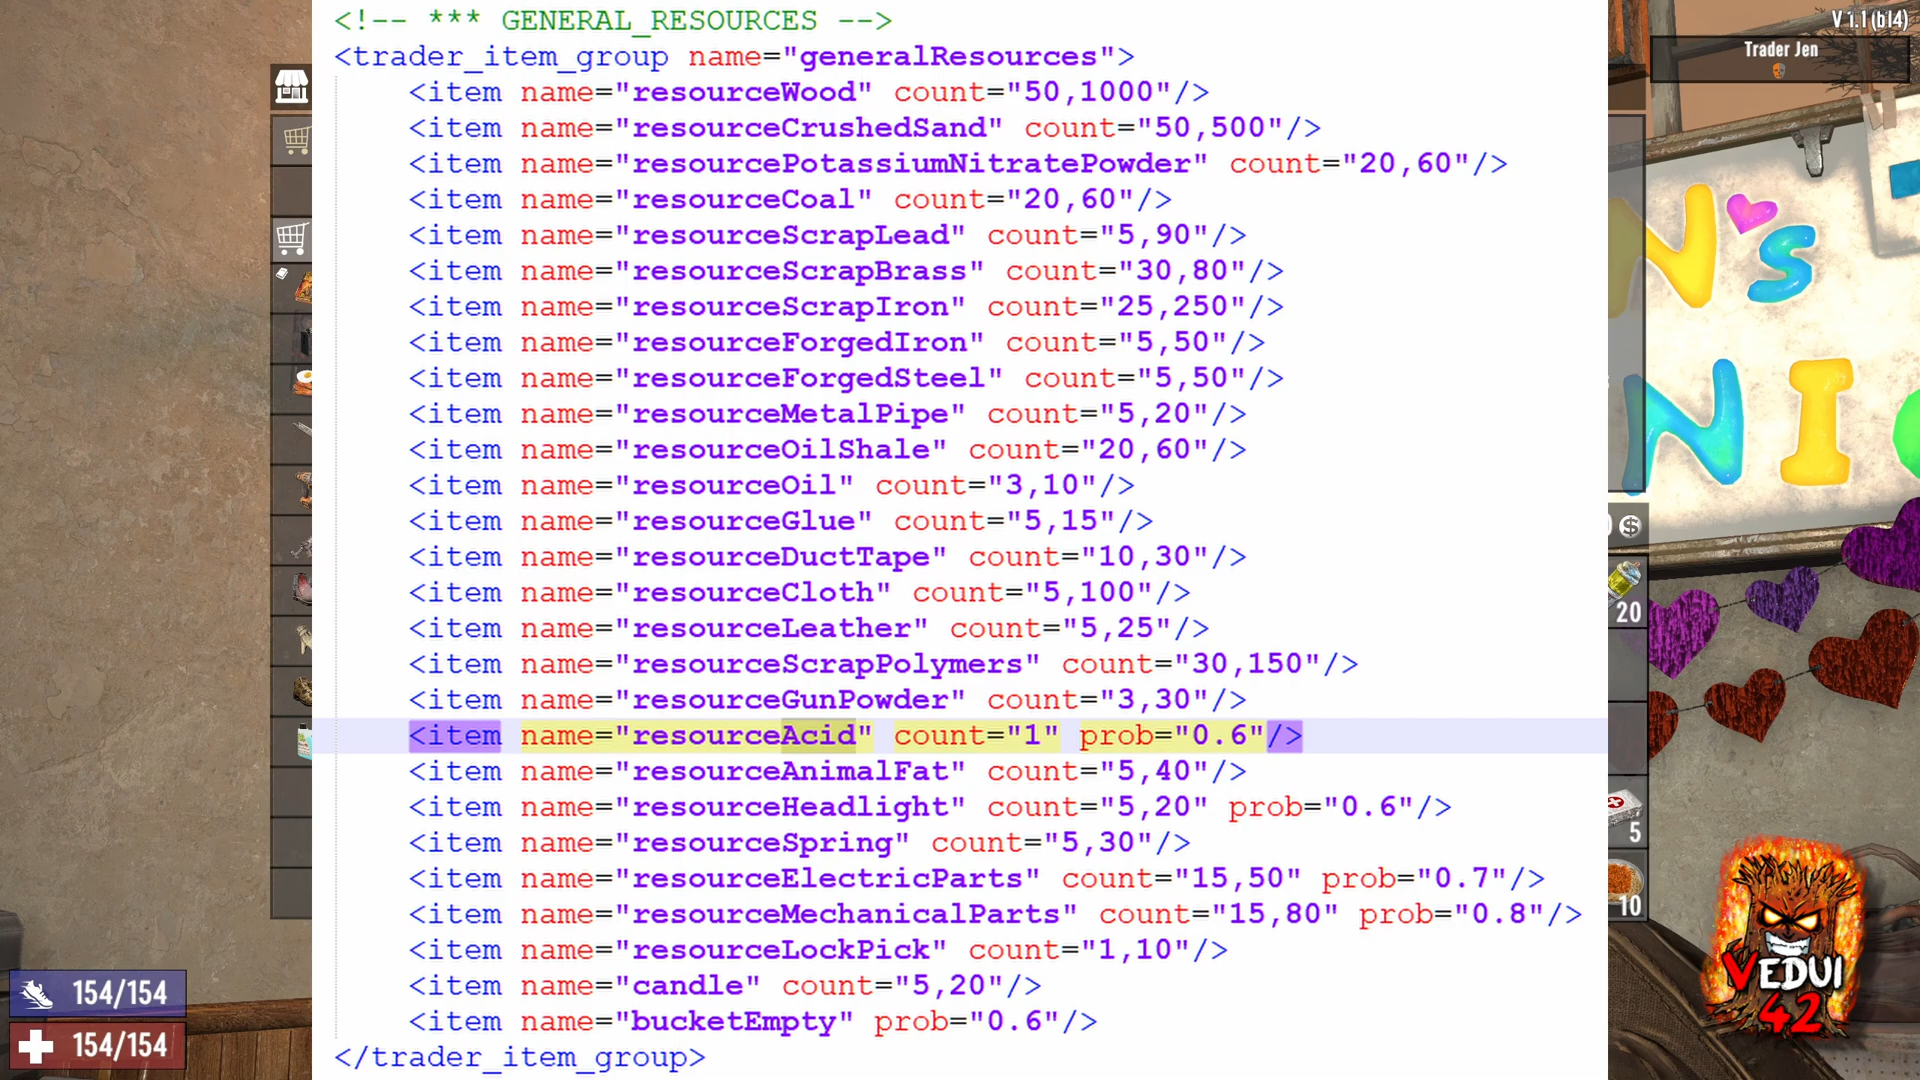 <!-- *** GENERAL_RESOURCES -->
<trader_item_group name="generalResources">
<item name="resourceWood" count="50,1000"/>
<item name="resourceCrushedSand" count="50,500"/>
<item name="resourcePotassiumNitratePowder" count="20,60"/>
<item name="resourceCoal" count="20,60"/>
<item name="resourceScrapLead" count="5,90"/>
<item name="resourceScrapBrass" count="30,80"/>
<item name="resourceScrapIron" count="25,250"/>
<item name="resourceForgedIron" count="5,50"/>
<item name="resourceForgedSteel" count="5,50"/>
<item name="resourceMetalPipe" count="5,20"/>
<item name="resourceOilShale" count="20,60"/>
<item name="resourceOil" count="3,10"/>
<item name="resourceGlue" count="5,15"/>
<item name="resourceDuctTape" count="10,30"/>
<item name="resourceCloth" count="5,100"/>
<item name="resourceLeather" count="5,25"/>
<item name="resourceScrapPolymers" count="30,150"/>
<item name="resourceGunPowder" count="3,30"/>
<item name="resourceAcid" count="1" prob="0.6"/>
<item name="resourceAnimalFat" count="5,40"/>
<item name="resourceHeadlight" count="5,20" prob="0.6"/>
<item name="resourceSpring" count="5,30"/>
<item name="resourceElectricParts" count="15,50" prob="0.7"/>
<item name="resourceMechanicalParts" count="15,80" prob="0.8"/>
<item name="resourceLockPick" count="1,10"/>
<item name="candle" count="5,20"/>
<item name="bucketEmpty" prob="0.6"/>
</trader_item_group>
V 1.1 (b14)
Trader Jen
N's
NI
20
5
10
154/154
154/154
VEDUI
42